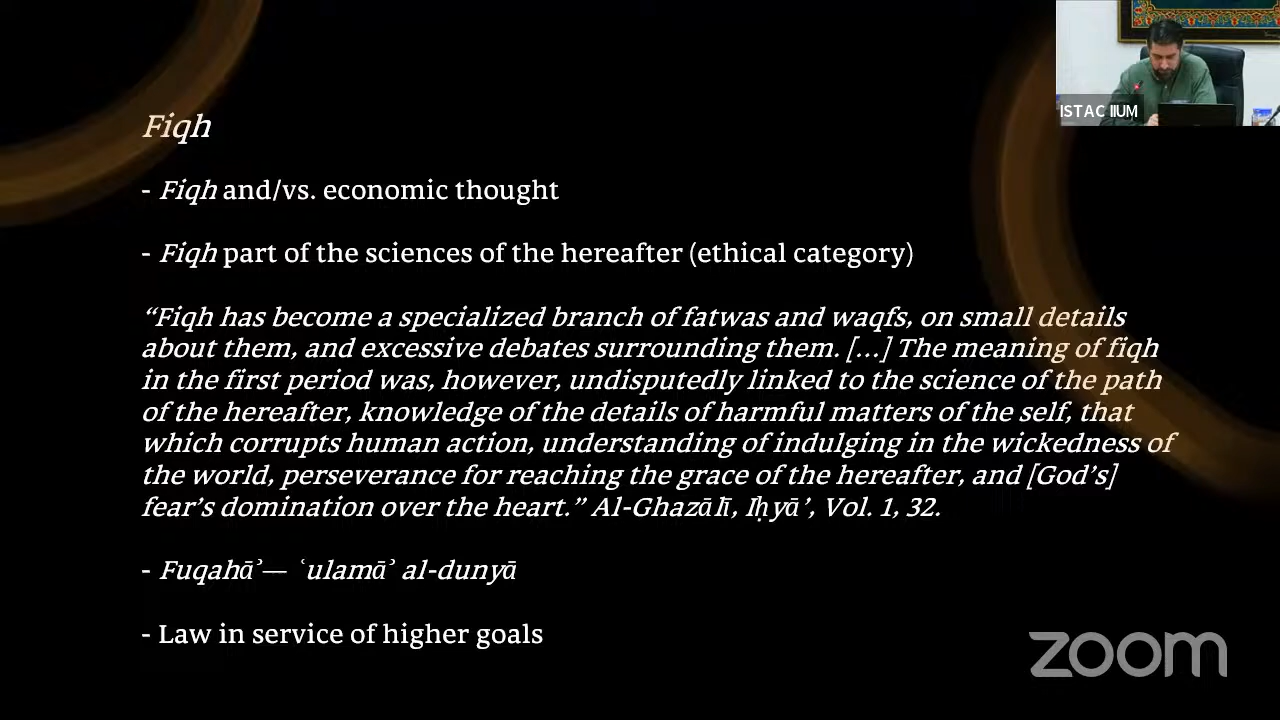 ISTAC IIUM
Fiqh
- Fiqh and/vs. economic thought
- Fiqh part of the sciences of the hereafter (ethical category)
“Fiqh has become a specialized branch of fatwas and waqfs, on small details
about them, and excessive debates surrounding them. […] The meaning of fiqh
in the first period was, however, undisputedly linked to the science of the path
of the hereafter, knowledge of the details of harmful matters of the self, that
which corrupts human action, understanding of indulging in the wickedness of
the world, perseverance for reaching the grace of the hereafter, and [God’s]
fear’s domination over the heart.” Al-Ghazālī, Iḥyā’, Vol. 1, 32.
- Fuqahāʾ— ʿulamāʾ al-dunyā
- Law in service of higher goals
zoom